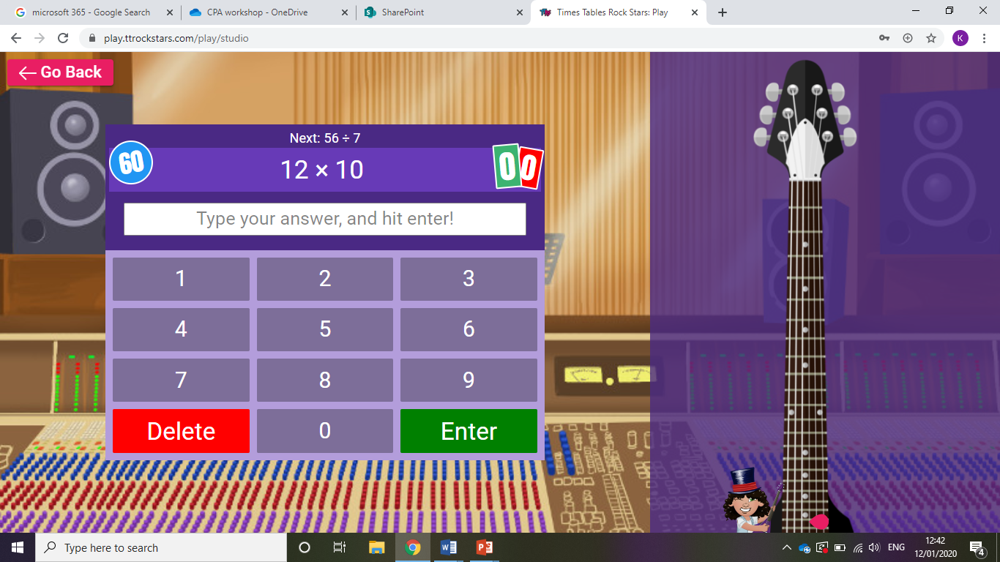 microsoft 365 - Google Search
CPA workshop - OneDrive
SharePoint
Times Tables Rock Stars: Play
play.ttrockstars.com/play/studio
K
Go Back
Next: 56 ÷ 7
60
12 × 10
0
0
Type your answer, and hit enter!
1 2 3
4 5 6
7 8 9
Delete 0 Enter
Type here to search
ENG
12:42
12/01/2020
4